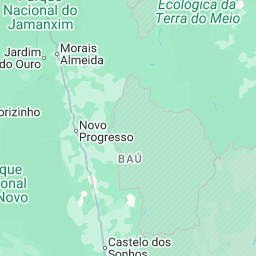 Parque
Nacional do
Jamanxim
Ecológica da
Terra do Meio
Morais
Almeida
Jardim
do Ouro
orizinho
Novo
Progresso
BAÚ
que
onal
Novo
Castelo dos
Sonhos